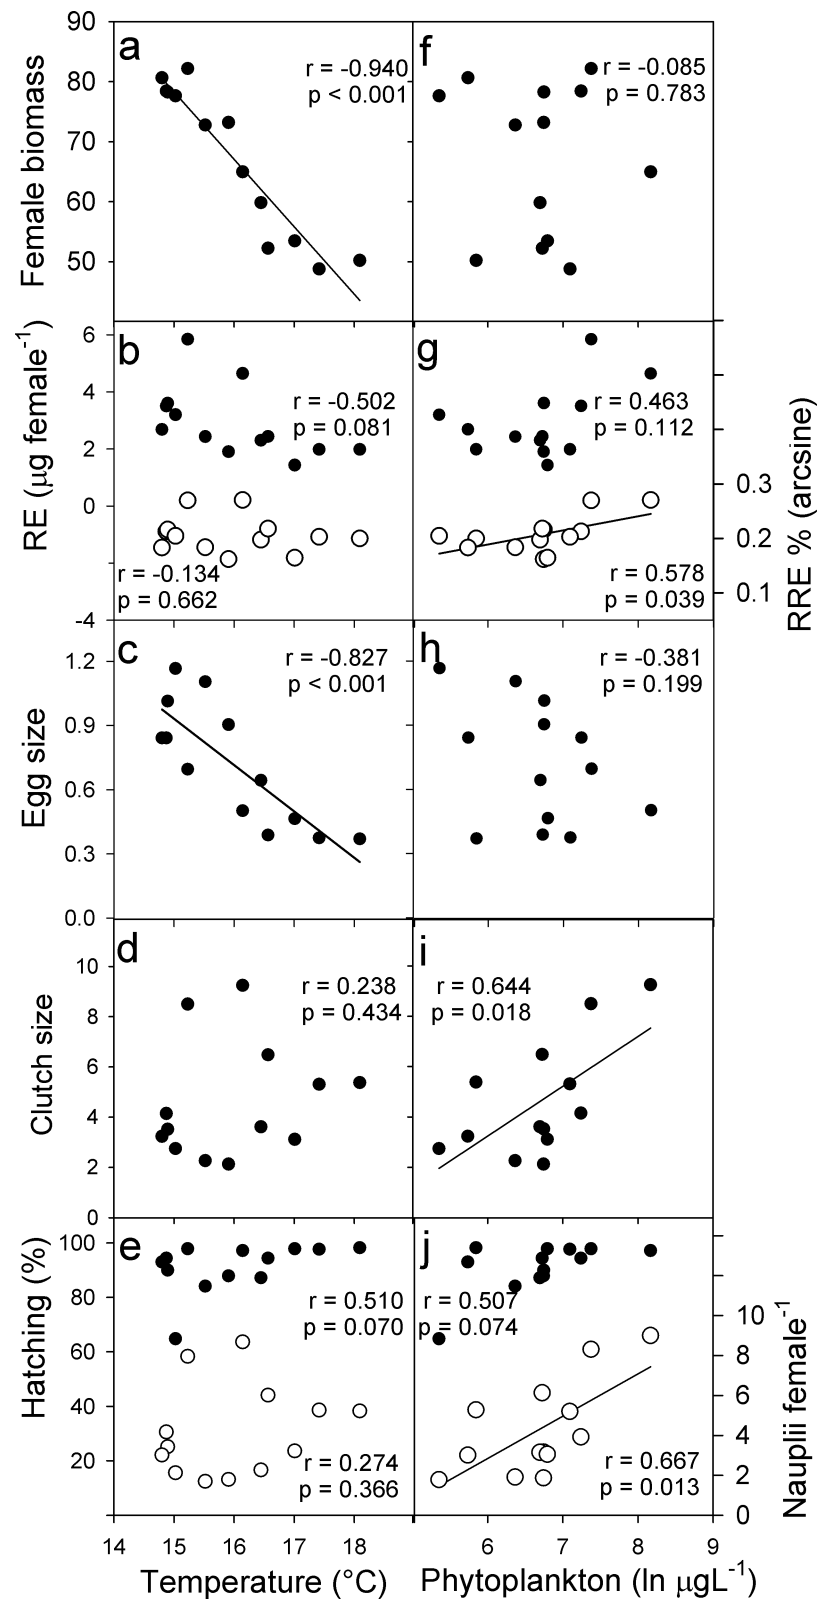 90
80
70
60
50
Female biomass
a
r = -0.940
p < 0.001
f
r = -0.085
p = 0.783
6
4
2
0
-4
RE (µg female⁻¹)
b
r = -0.502
p = 0.081
r = -0.134
p = 0.662
g
r = 0.463
p = 0.112
r = 0.578
p = 0.039
0.3
0.2
0.1
RRE % (arcsine)
1.2
0.9
0.6
0.3
0.0
Egg size
c
r = -0.827
p < 0.001
h
r = -0.381
p = 0.199
10
8
6
4
2
0
Clutch size
d
r = 0.238
p = 0.434
i
r = 0.644
p = 0.018
100
80
60
40
20
Hatching (%)
e
r = 0.510
p = 0.070
r = 0.274
p = 0.366
j
r = 0.507
p = 0.074
r = 0.667
p = 0.013
10
8
6
4
2
0
Nauplii female⁻¹
14 15 16 17 18
6 7 8 9
Temperature (°C)
Phytoplankton (ln µgL⁻¹)